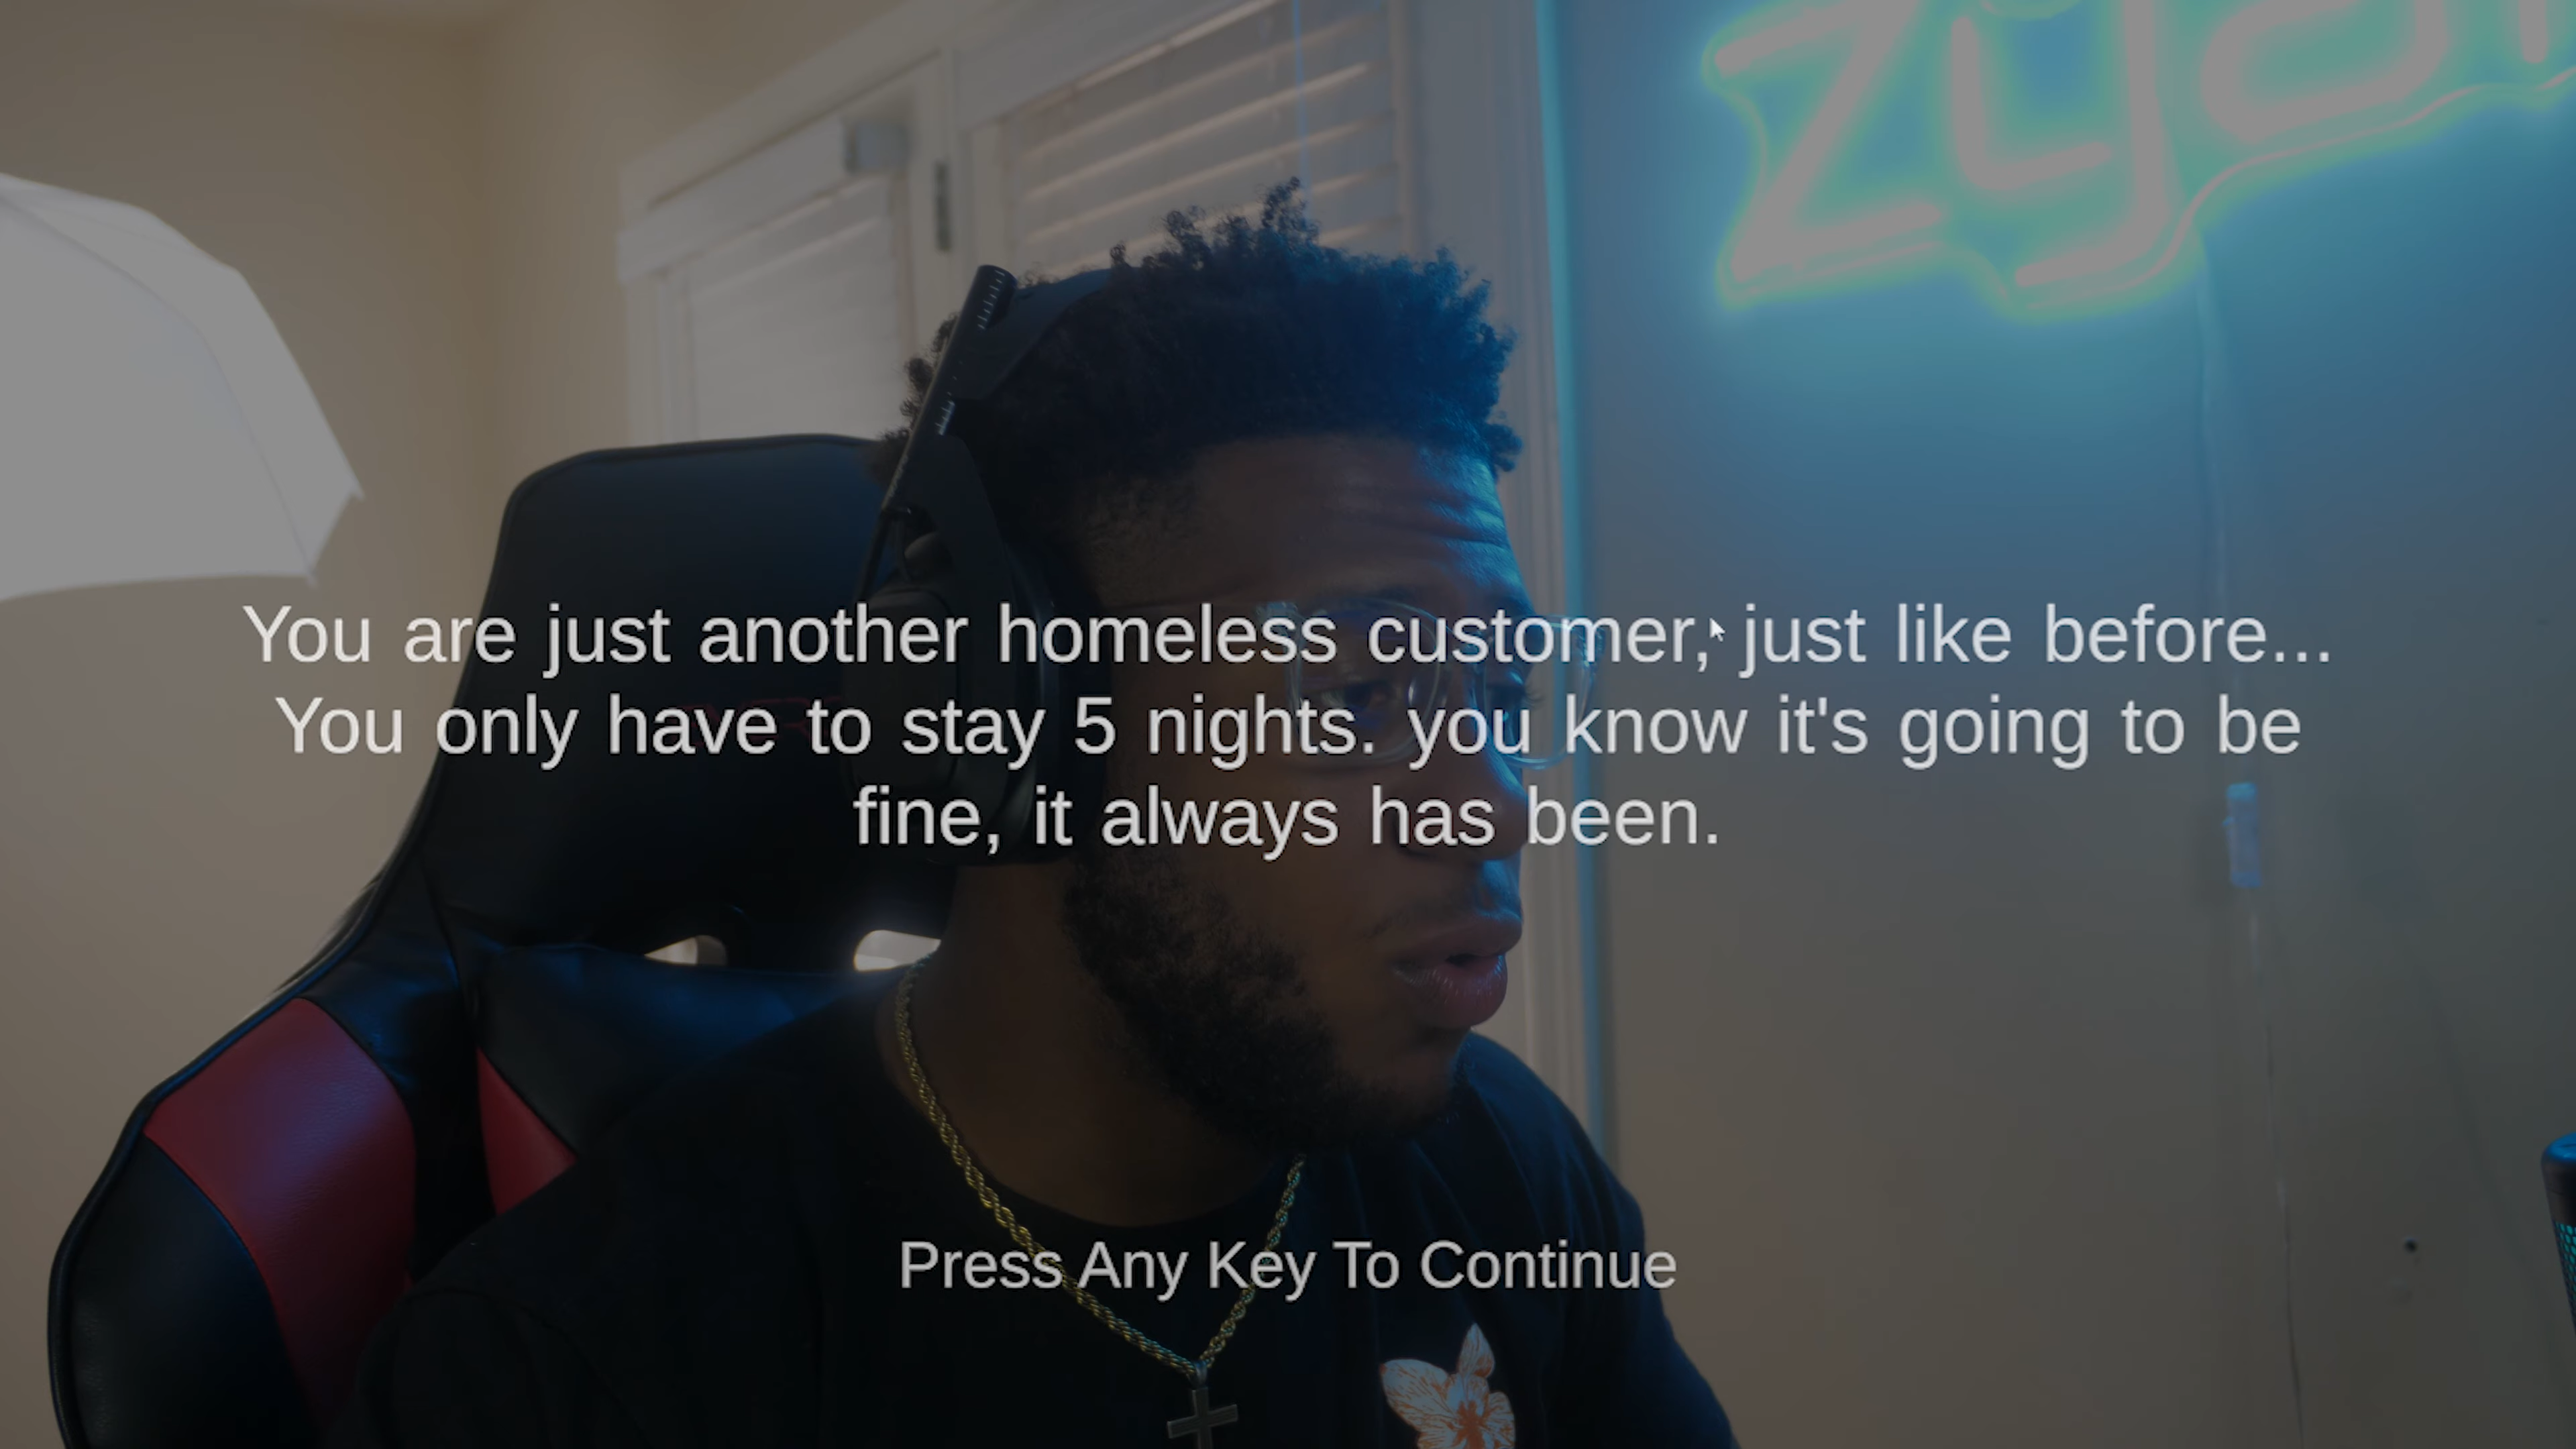 zyar
You are just another homeless customer, just like before...
You only have to stay 5 nights. you know it's going to be
fine, it always has been.
Press Any Key To Continue